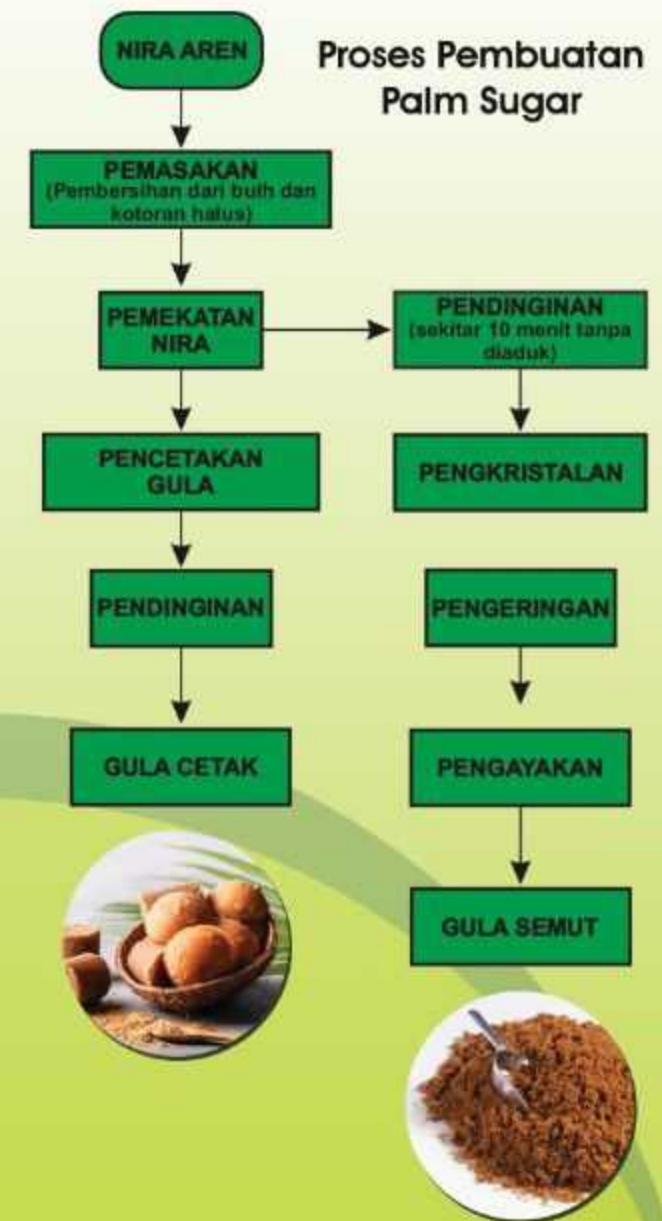 Proses Pembuatan
Palm Sugar
NIRA AREN
PEMASAKAN
(Pembersihan dari buth dan
kotoran halus)
PEMEKATAN
NIRA
PENDINGINAN
(sekitar 10 menit tanpa
diaduk)
PENCETAKAN
GULA
PENGKRISTALAN
PENDINGINAN
PENGERINGAN
GULA CETAK
PENGAYAKAN
GULA SEMUT